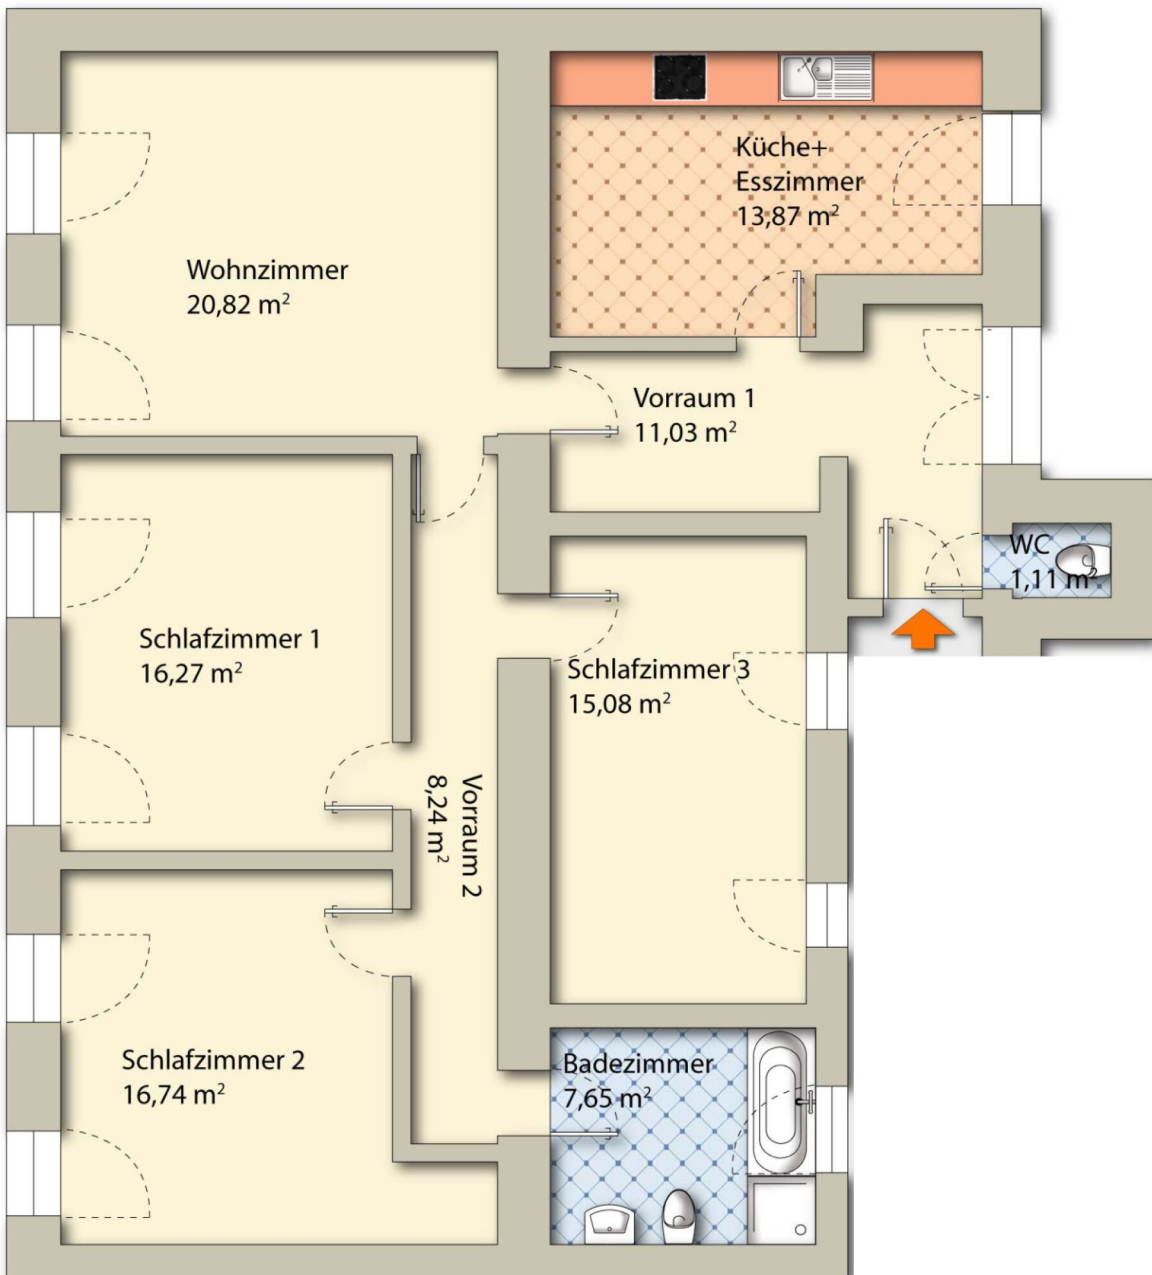 Küche+
Esszimmer
13,87 m²
Wohnzimmer
20,82 m²
Vorraum 1
11,03 m²
WC
1,11 m²
Schlafzimmer 1
16,27 m²
Schlafzimmer 3
15,08 m²
Vorraum 2
8,24 m²
Schlafzimmer 2
16,74 m²
Badezimmer
7,65 m²